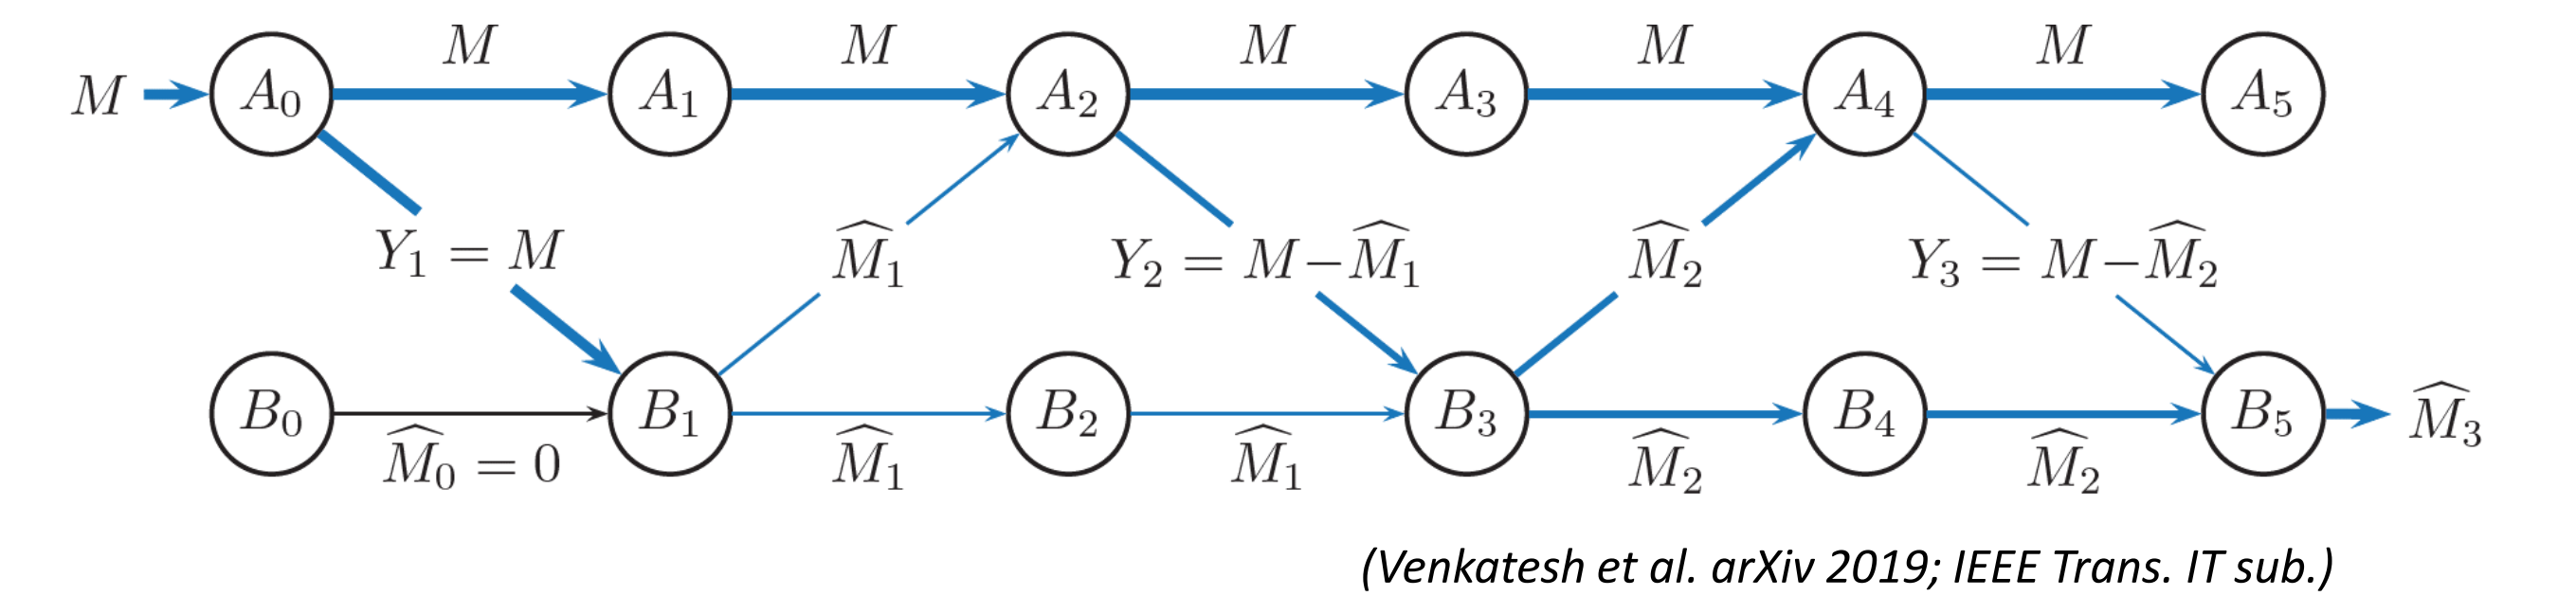 M M M M M
M A₀ A₁ A₂ A₃ A₄ A₅
Y₁ = M M̂₁ Y₂ = M−M̂₁ M̂₂ Y₃ = M−M̂₂
B₀ B₁ B₂ B₃ B₄ B₅ M̂₃
M̂₀ = 0 M̂₁ M̂₁ M̂₂ M̂₂
(Venkatesh et al. arXiv 2019; IEEE Trans. IT sub.)